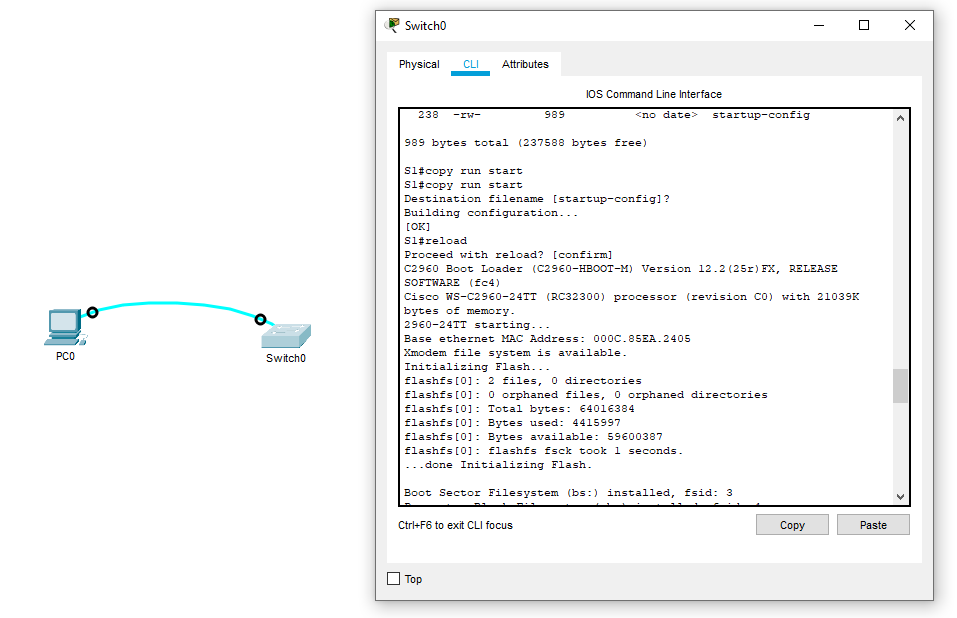 Switch0
Physical CLI Attributes
IOS Command Line Interface
238 -rw- 989 <no date> startup-config
989 bytes total (237588 bytes free)
S1#copy run start
S1#copy run start
Destination filename [startup-config]?
Building configuration...
[OK]
S1#reload
Proceed with reload? [confirm]
C2960 Boot Loader (C2960-HBOOT-M) Version 12.2(25r)FX, RELEASE
SOFTWARE (fc4)
Cisco WS-C2960-24TT (RC32300) processor (revision C0) with 21039K
bytes of memory.
2960-24TT starting...
Base ethernet MAC Address: 000C.85EA.2405
Xmodem file system is available.
Initializing Flash...
flashfs[0]: 2 files, 0 directories
flashfs[0]: 0 orphaned files, 0 orphaned directories
flashfs[0]: Total bytes: 64016384
flashfs[0]: Bytes used: 4415997
flashfs[0]: Bytes available: 59600387
flashfs[0]: flashfs fsck took 1 seconds.
...done Initializing Flash.
Boot Sector Filesystem (bs:) installed, fsid: 3
Ctrl+F6 to exit CLI focus
Copy Paste
Top
PC0
Switch0